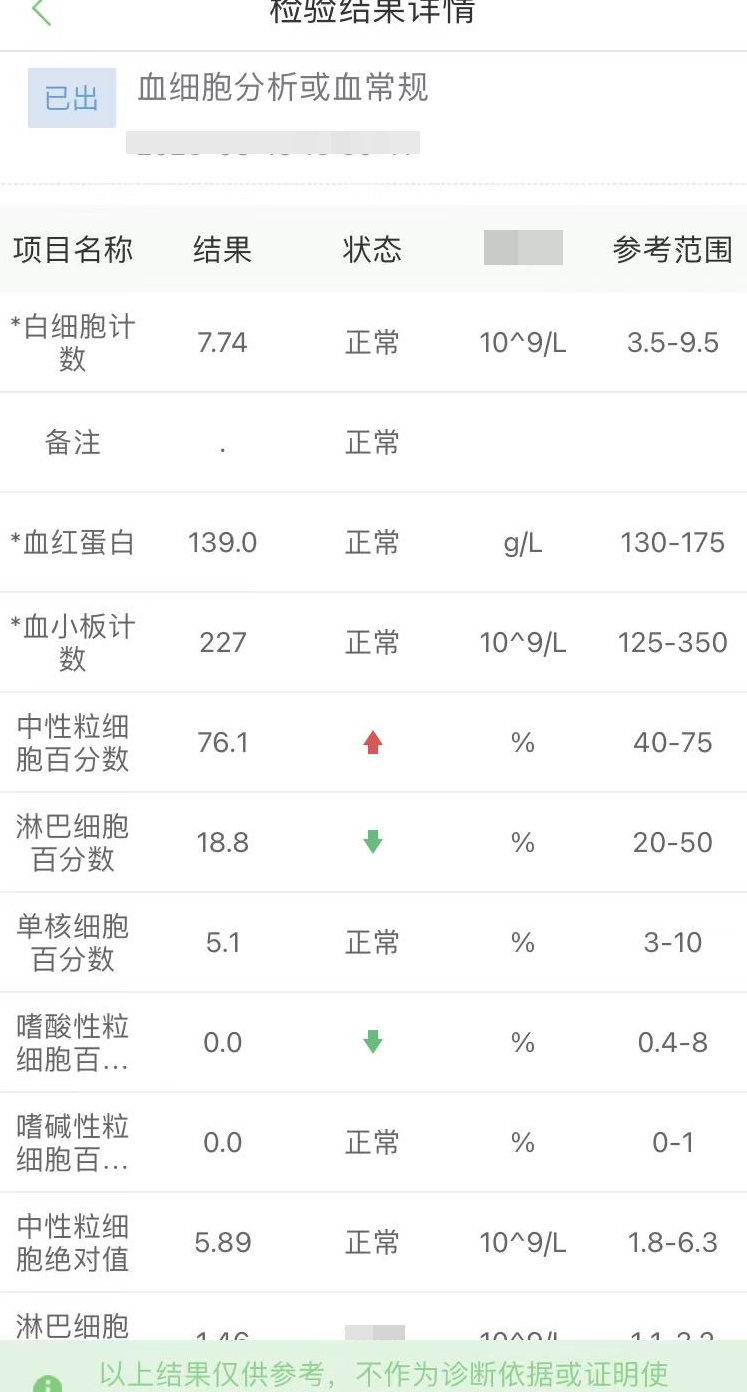 检验结果详情
已出 血细胞分析或血常规
项目名称 结果 状态 参考范围
*白细胞计
数 7.74 正常 10^9/L 3.5-9.5
备注 . 正常
*血红蛋白 139.0 正常 g/L 130-175
*血小板计
数 227 正常 10^9/L 125-350
中性粒细
胞百分数 76.1 % 40-75
淋巴细胞
百分数 18.8 % 20-50
单核细胞
百分数 5.1 正常 % 3-10
嗜酸性粒
细胞百... 0.0 % 0.4-8
嗜碱性粒
细胞百... 0.0 正常 % 0-1
中性粒细
胞绝对值 5.89 正常 10^9/L 1.8-6.3
淋巴细胞
以上结果仅供参考，不作为诊断依据或证明使